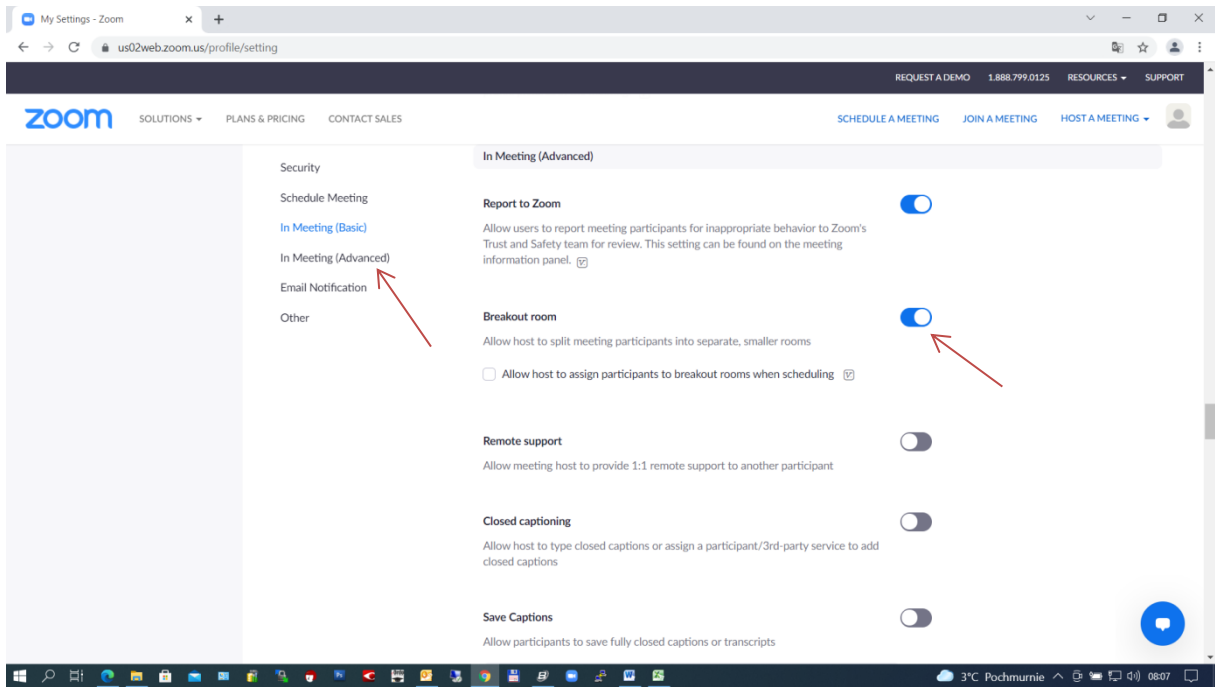 My Settings - Zoom
us02web.zoom.us/profile/setting
REQUEST A DEMO 1.888.799.0125 RESOURCES SUPPORT
zoom SOLUTIONS PLANS & PRICING CONTACT SALES SCHEDULE A MEETING JOIN A MEETING HOST A MEETING
Security
Schedule Meeting
In Meeting (Basic)
In Meeting (Advanced)
Email Notification
Other
In Meeting (Advanced)
Report to Zoom
Allow users to report meeting participants for inappropriate behavior to Zoom's
Trust and Safety team for review. This setting can be found on the meeting
information panel.
Breakout room
Allow host to split meeting participants into separate, smaller rooms
Allow host to assign participants to breakout rooms when scheduling
Remote support
Allow meeting host to provide 1:1 remote support to another participant
Closed captioning
Allow host to type closed captions or assign a participant/3rd-party service to add
closed captions
Save Captions
Allow participants to save fully closed captions or transcripts
3°C Pochmurnie 08:07